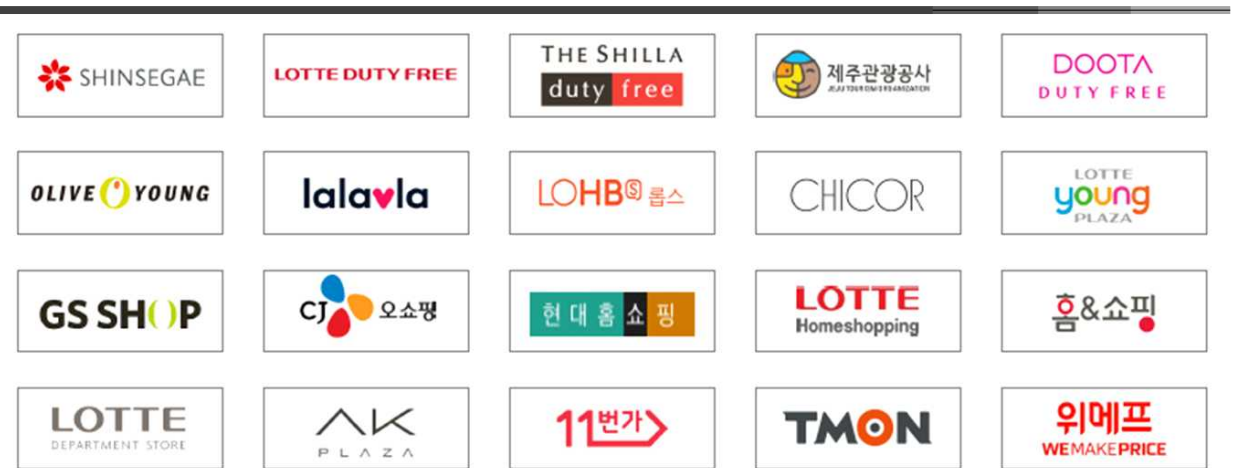 SHINSEGAE
LOTTE DUTY FREE
THE SHILLA
duty free
제주관광공사
JEJU TOURISM ORGANIZATION
DOOTA
DUTY FREE
OLIVE YOUNG
lalavla
LOHBS 롭스
CHICOR
LOTTE
young
PLAZA
GS SHOP
CJ 오쇼핑
현대홈쇼핑
LOTTE
Homeshopping
홈&쇼핑
LOTTE
DEPARTMENT STORE
AK
PLAZA
11번가
TMON
위메프
WEMAKEPRICE